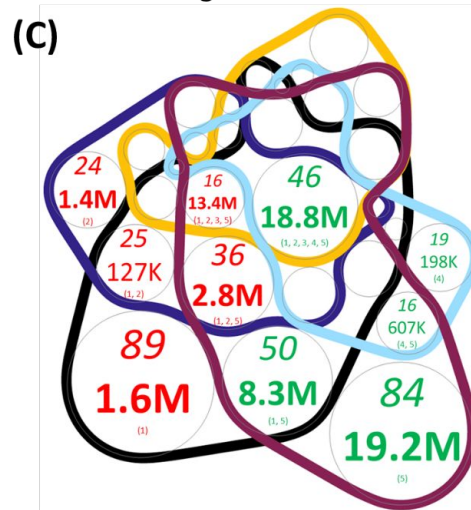 (C)
24
1.4M
(2)
16
13.4M
(1, 2, 3, 5)
46
18.8M
(1, 2, 3, 4, 5)
25
127K
(1, 2)
36
2.8M
(1, 2, 5)
19
198K
(4)
16
607K
(4, 5)
89
1.6M
(1)
50
8.3M
(1, 5)
84
19.2M
(5)